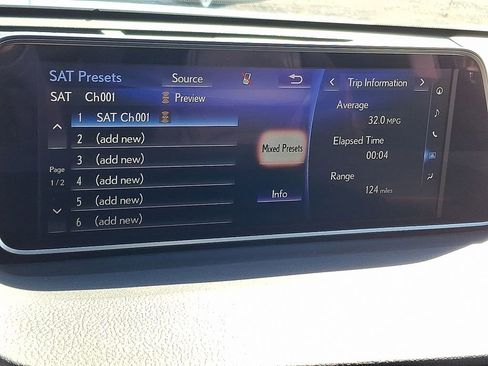 SAT Presets
Source
SAT Ch001
Preview
1 SAT Ch001
2 (add new)
3 (add new)
4 (add new)
5 (add new)
6 (add new)
Page
1/2
Mixed Presets
Info
Trip Information
Average
32.0 MPG
Elapsed Time
00:04
Range
124 miles